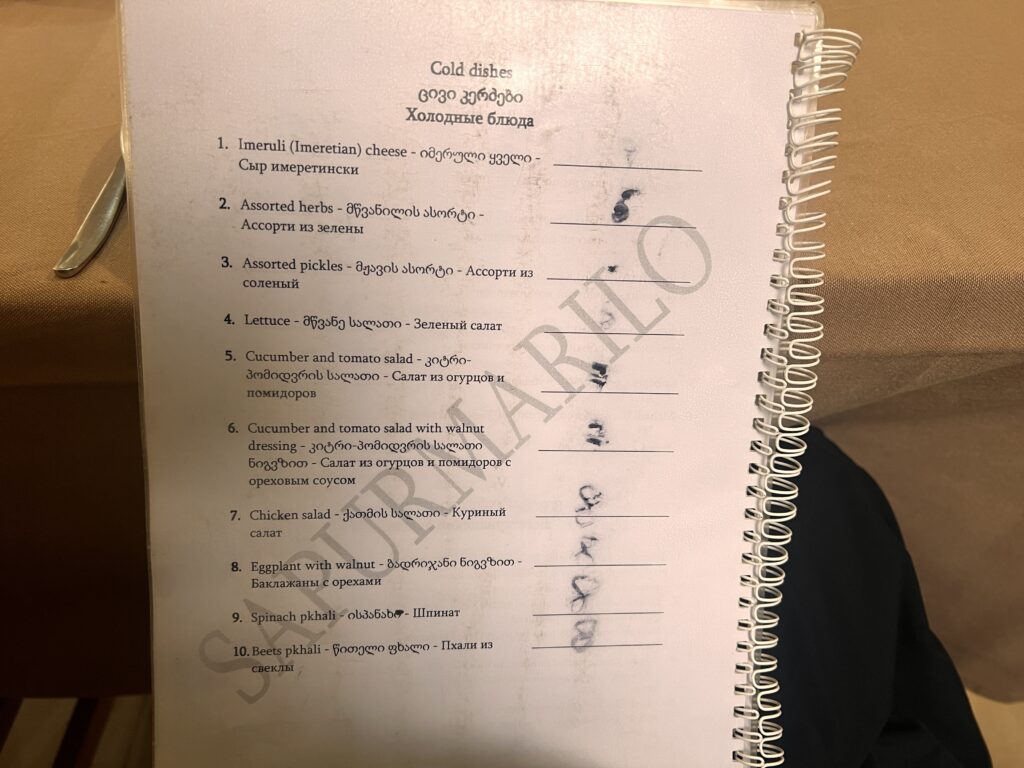 Cold dishes
ცივი კერძები
Холодные блюда
1. Imeruli (Imeretian) cheese - იმერული ყველი -
Сыр имеретински
2. Assorted herbs - მწვანილის ასორტი -
Ассорти из зелены
3. Assorted pickles - მჟავის ასორტი - Ассорти из
соленый
4. Lettuce - მწვანე სალათი - Зеленый салат
5. Cucumber and tomato salad - კიტრი-
პომიდვრის სალათი - Салат из огурцов и
помидоров
6. Cucumber and tomato salad with walnut
dressing - კიტრი-პომიდვრის სალათი
ნიგვზით - Салат из огурцов и помидоров с
ореховым соусом
7. Chicken salad - ქათმის სალათი - Куриный
салат
8. Eggplant with walnut - ბადრიჯანი ნიგვზით -
Баклажаны с орехами
9. Spinach pkhali - - Шпинат
10. Beets pkhali - წითელი ფხალი - Пхали из
свеклы
SAPURMARILO